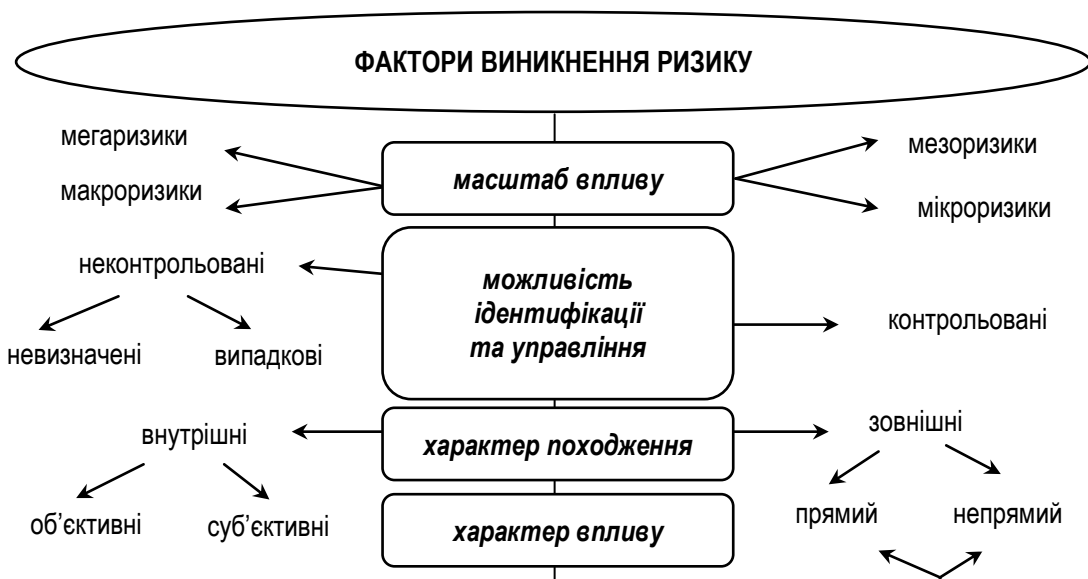 ФАКТОРИ ВИНИКНЕННЯ РИЗИКУ
мегаризики
макроризики
масштаб впливу
мезоризики
мікроризики
неконтрольовані
невизначені
випадкові
можливість
ідентифікації
та управління
контрольовані
внутрішні
об’єктивні
суб’єктивні
характер походження
зовнішні
прямий
непрямий
характер впливу